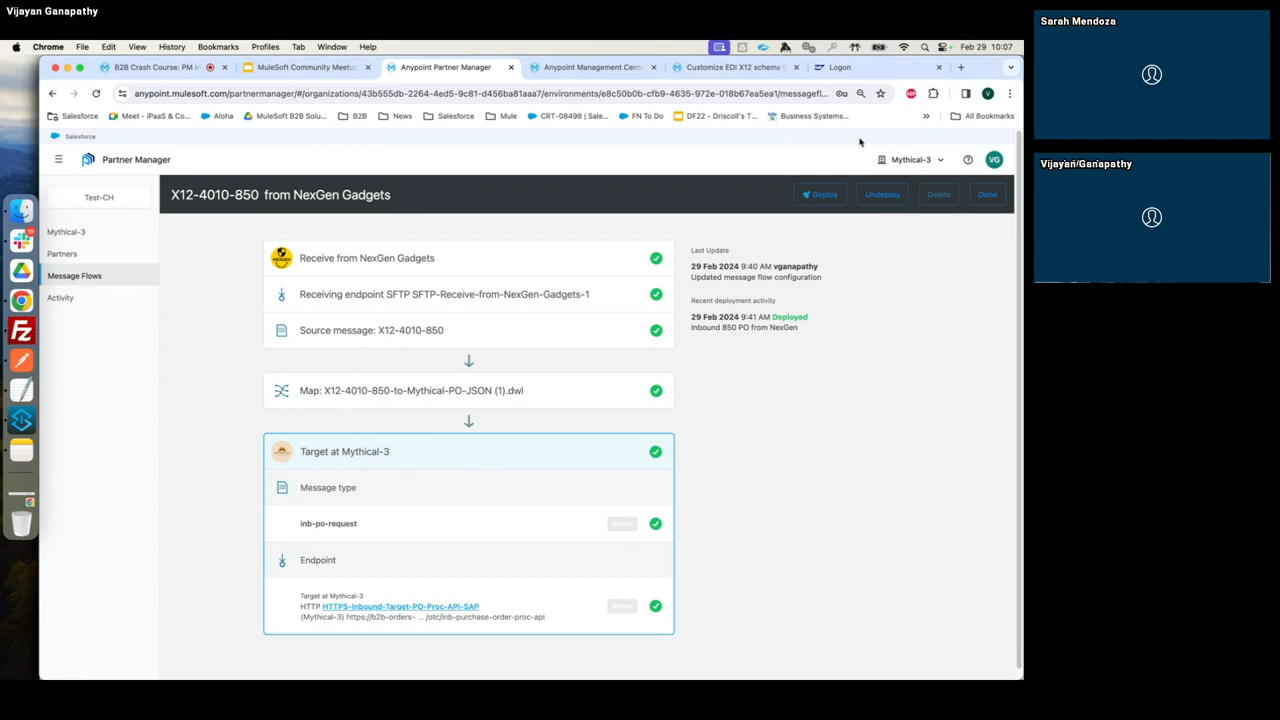 Vijayan Ganapathy
Chrome File Edit View History Bookmarks Profiles Tab Window Help
Feb 29 10:07
B2B Crash Course: PM In
MuleSoft Community Meetup
Anypoint Partner Manager
Anypoint Management Cente
Customize EDI X12 schema
Logon
anypoint.mulesoft.com/partnermanager/#/organizations/43b555db-2264-4ed5-9c81-d456ba81aaa7/environments/e8c50b0b-cfb9-4635-972e-018b67ea5ea1/messagefl...
Salesforce Meet - iPaaS & Co... Aloha MuleSoft B2B Solu... B2B News Salesforce Mule CRT-08498 | Sale... FN To Do DF22 - Driscoll's T... Business Systems... » All Bookmarks
Salesforce
Partner Manager
Mythical-3
VG
Test-CH
Mythical-3
Partners
Message Flows
Activity
X12-4010-850 from NexGen Gadgets
Deploy Undeploy Delete Done
Receive from NexGen Gadgets
Receiving endpoint SFTP SFTP-Receive-from-NexGen-Gadgets-1
Source message: X12-4010-850
Map: X12-4010-850-to-Mythical-PO-JSON (1).dwl
Target at Mythical-3
Message type
inb-po-request
Select
Endpoint
Target at Mythical-3
HTTP HTTPS-Inbound-Target-PO-Proc-API-SAP
(Mythical-3) https://b2b-orders- ... /otc/inb-purchase-order-proc-api
Select
Last Update
29 Feb 2024 9:40 AM vganapathy
Updated message flow configuration
Recent deployment activity
29 Feb 2024 9:41 AM Deployed
Inbound 850 PO from NexGen
Sarah Mendoza
Vijayan Ganapathy